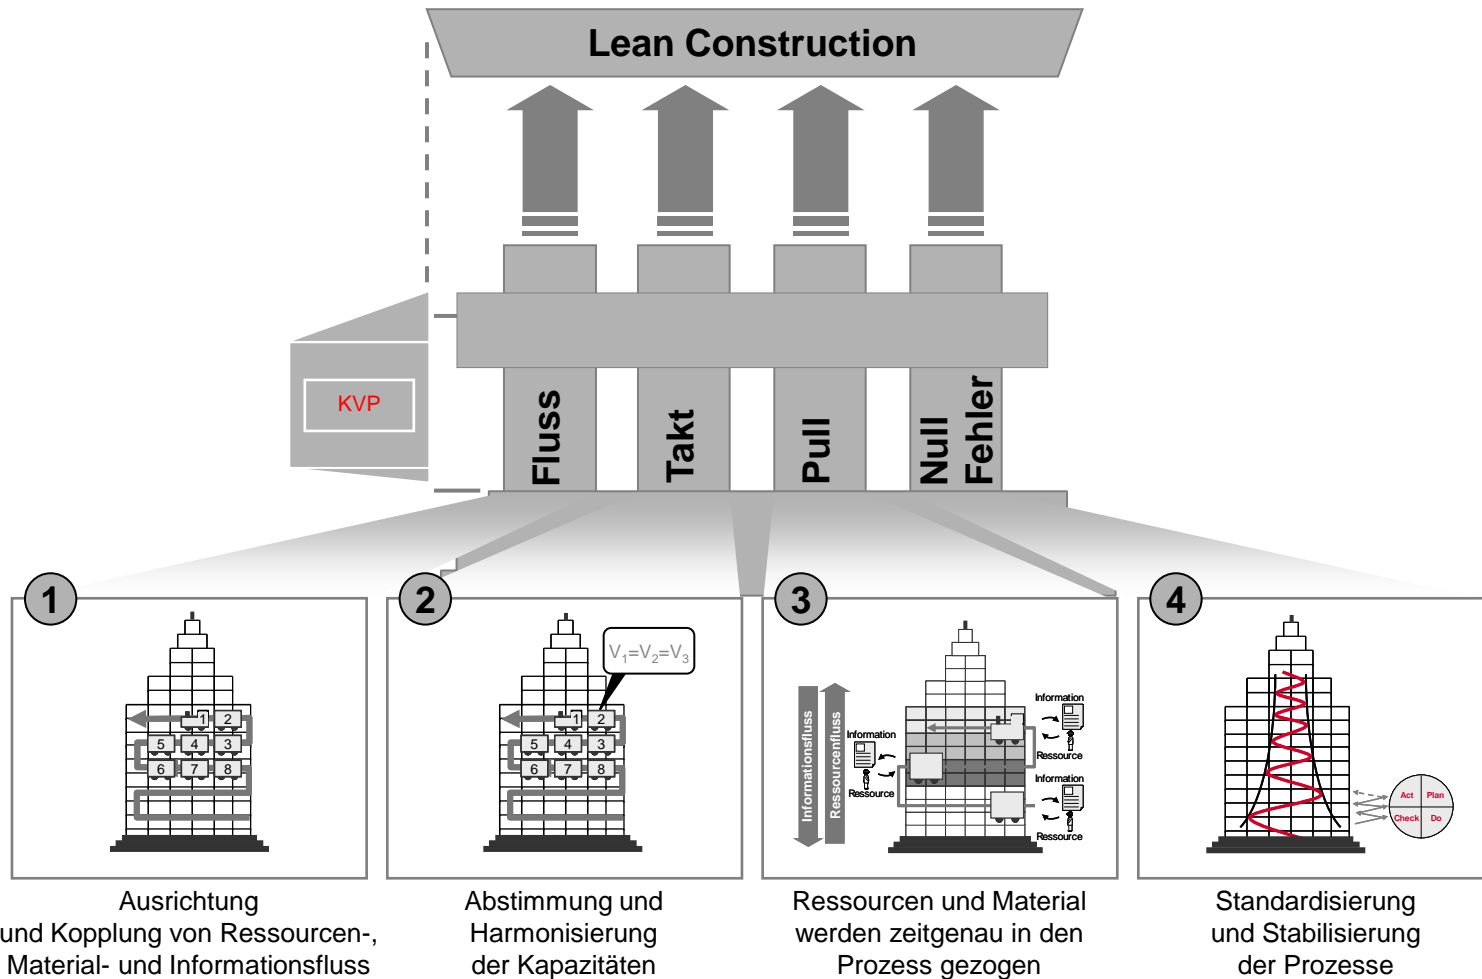 Lean Construction
KVP
Fluss
Takt
Pull
Null
Fehler
1
2
3
4
1 2
5 4 3
6 7 8
V1=V2=V3
1 2
5 4 3
6 7 8
Informationsfluss
Ressourcenfluss
Information
Ressource
Information
Ressource
Information
Ressource
Act Plan
Check Do
Ausrichtung
und Kopplung von Ressourcen-,
Material- und Informationsfluss
Abstimmung und
Harmonisierung
der Kapazitäten
Ressourcen und Material
werden zeitgenau in den
Prozess gezogen
Standardisierung
und Stabilisierung
der Prozesse